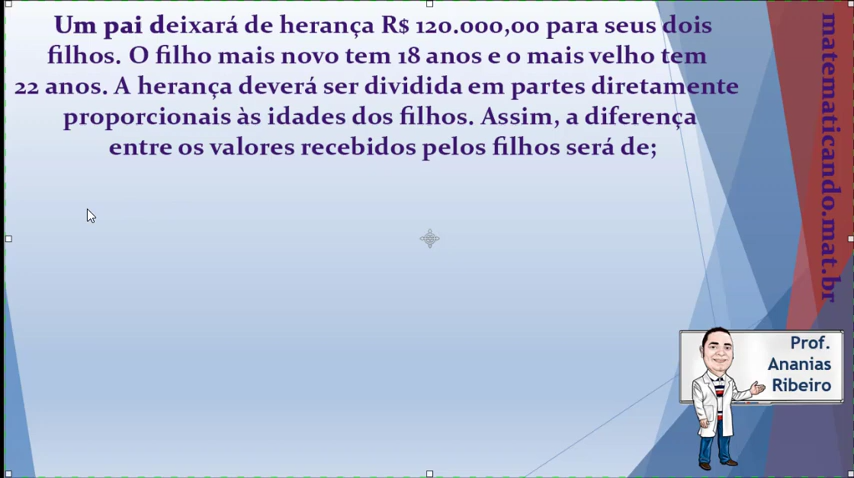 Um pai deixará de herança R$ 120.000,00 para seus dois
filhos. O filho mais novo tem 18 anos e o mais velho tem
22 anos. A herança deverá ser dividida em partes diretamente
proporcionais às idades dos filhos. Assim, a diferença
entre os valores recebidos pelos filhos será de;
matematicando.mat.br
Prof.
Ananias
Ribeiro